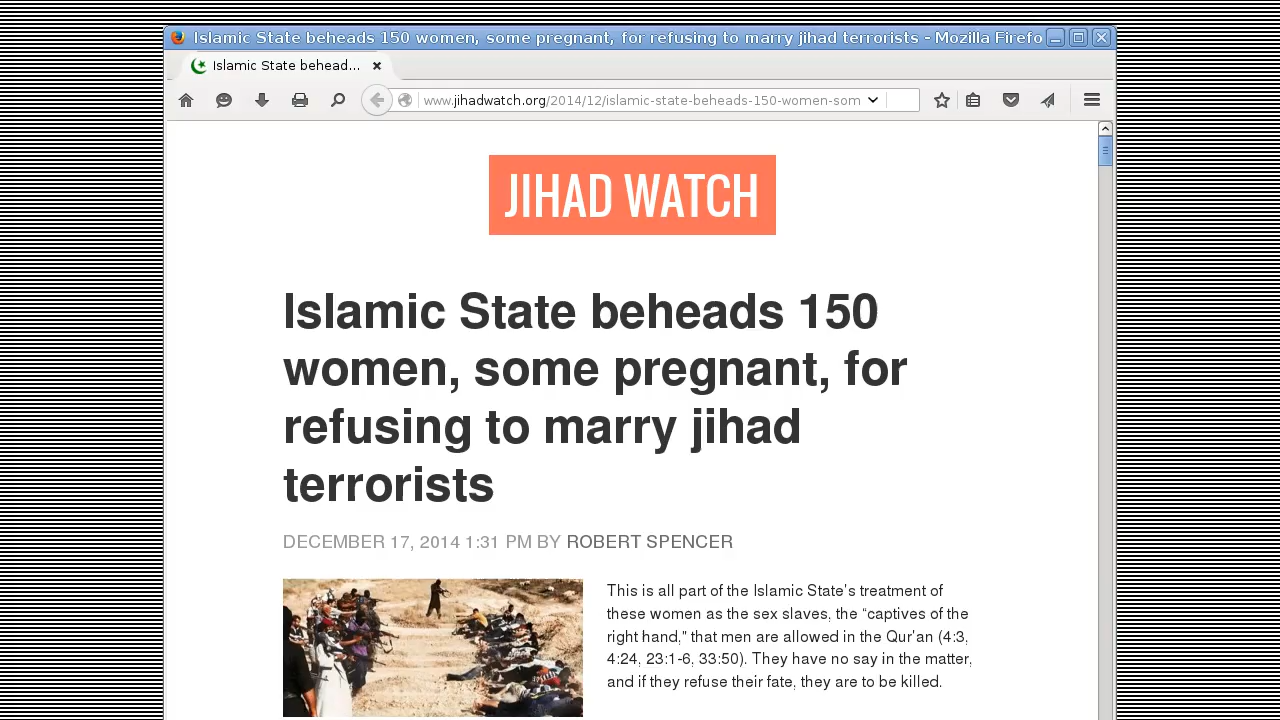 Islamic State beheads 150 women, some pregnant, for refusing to marry jihad terrorists - Mozilla Firefo
Islamic State behead...
www.jihadwatch.org/2014/12/islamic-state-beheads-150-women-som
JIHAD WATCH
Islamic State beheads 150
women, some pregnant, for
refusing to marry jihad
terrorists
DECEMBER 17, 2014 1:31 PM BY ROBERT SPENCER
This is all part of the Islamic State's treatment of
these women as the sex slaves, the “captives of the
right hand,” that men are allowed in the Qur'an (4:3,
4:24, 23:1-6, 33:50). They have no say in the matter,
and if they refuse their fate, they are to be killed.